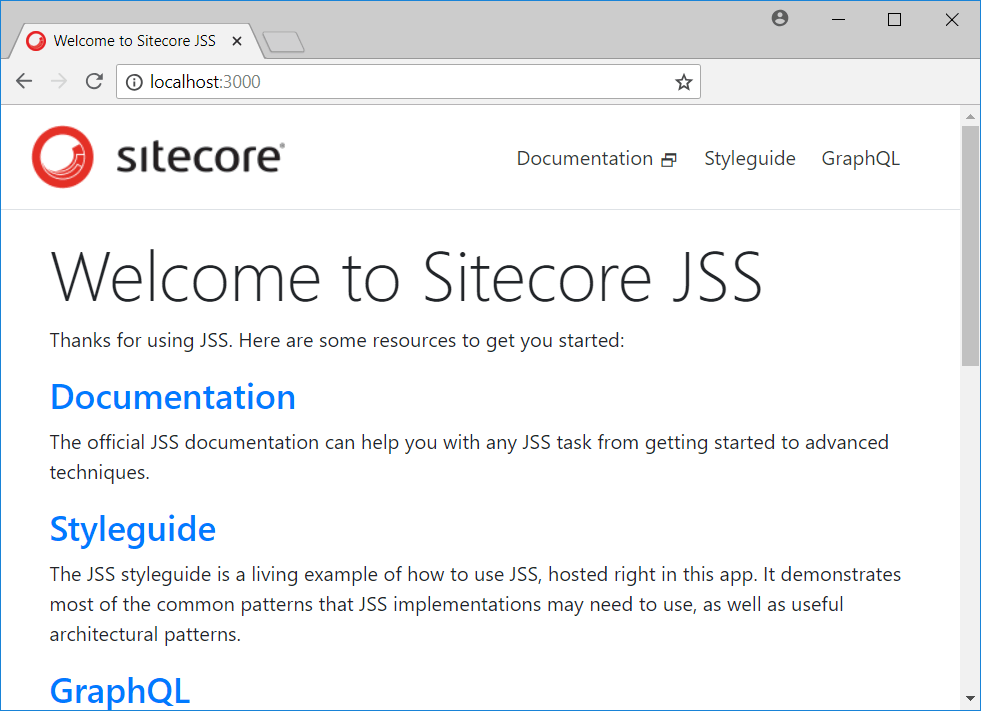 Welcome to Sitecore JSS
localhost:3000
sitecore®
Documentation Styleguide GraphQL
Welcome to Sitecore JSS
Thanks for using JSS. Here are some resources to get you started:
Documentation
The official JSS documentation can help you with any JSS task from getting started to advanced
techniques.
Styleguide
The JSS styleguide is a living example of how to use JSS, hosted right in this app. It demonstrates
most of the common patterns that JSS implementations may need to use, as well as useful
architectural patterns.
GraphQL